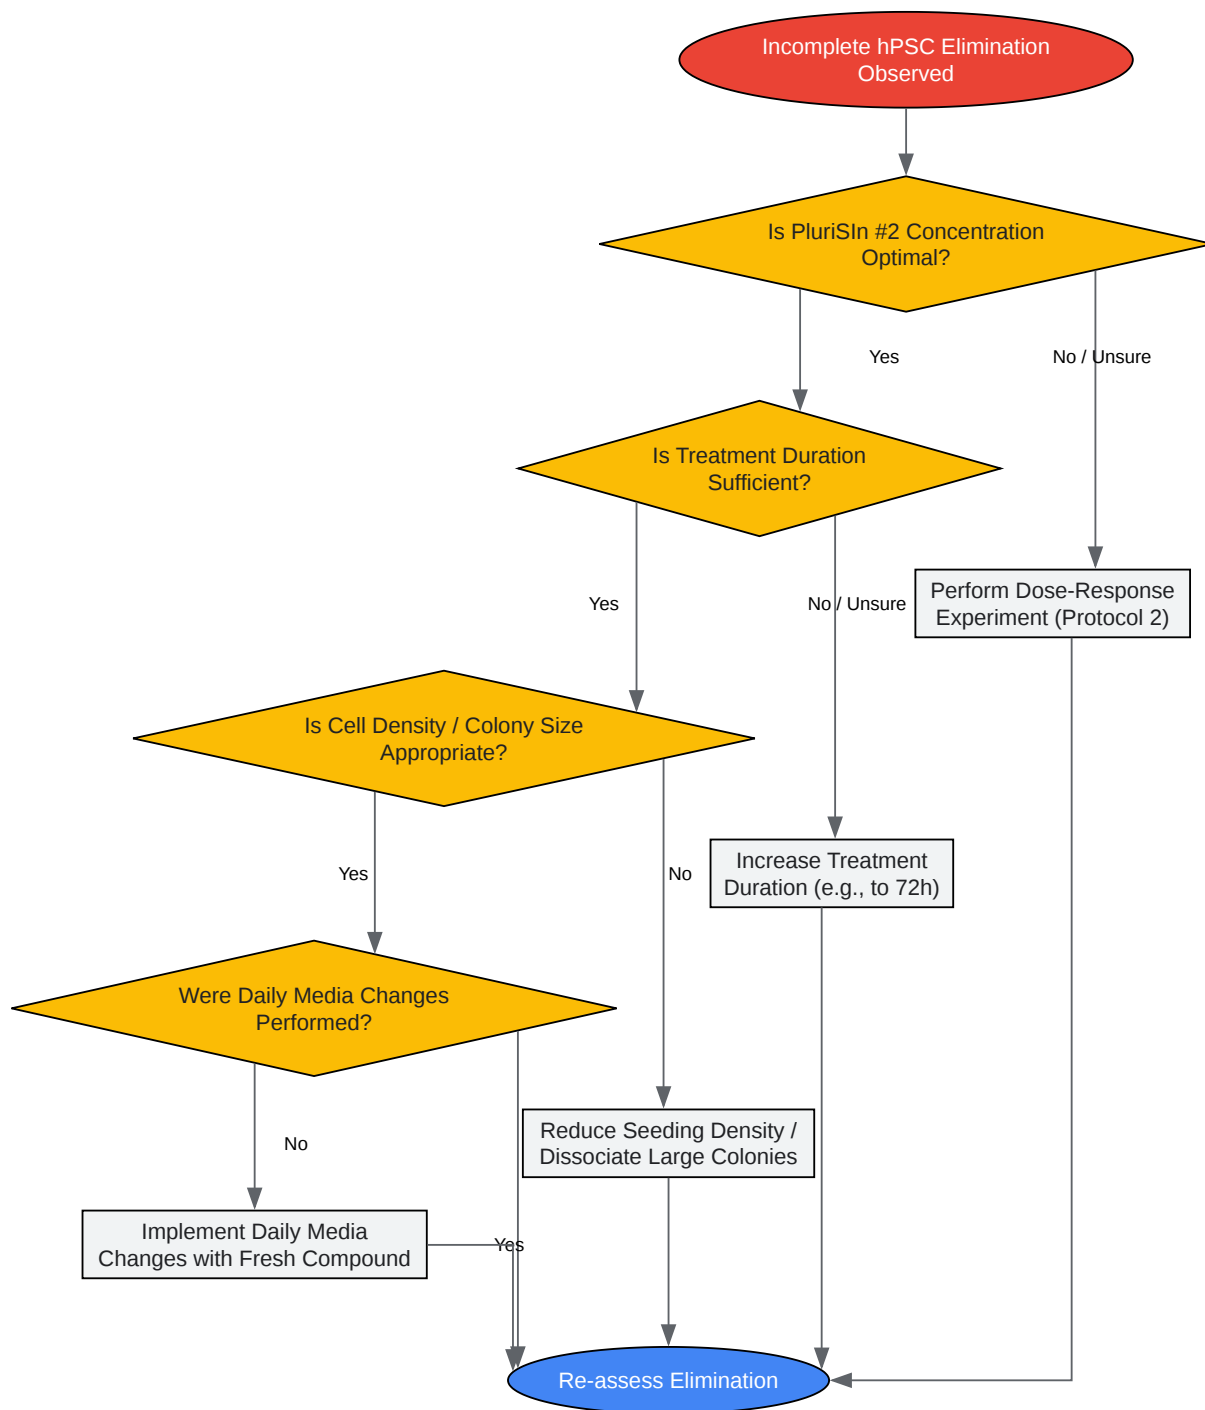 Incomplete hPSC Elimination
Observed
Is PluriSIn #2 Concentration
Optimal?
Yes
No / Unsure
Is Treatment Duration
Sufficient?
Yes
No / Unsure
Perform Dose-Response
Experiment (Protocol 2)
Is Cell Density / Colony Size
Appropriate?
Yes
No
Increase Treatment
Duration (e.g., to 72h)
Were Daily Media Changes
Performed?
No
Reduce Seeding Density /
Dissociate Large Colonies
Implement Daily Media
Changes with Fresh Compound
Yes
Re-assess Elimination